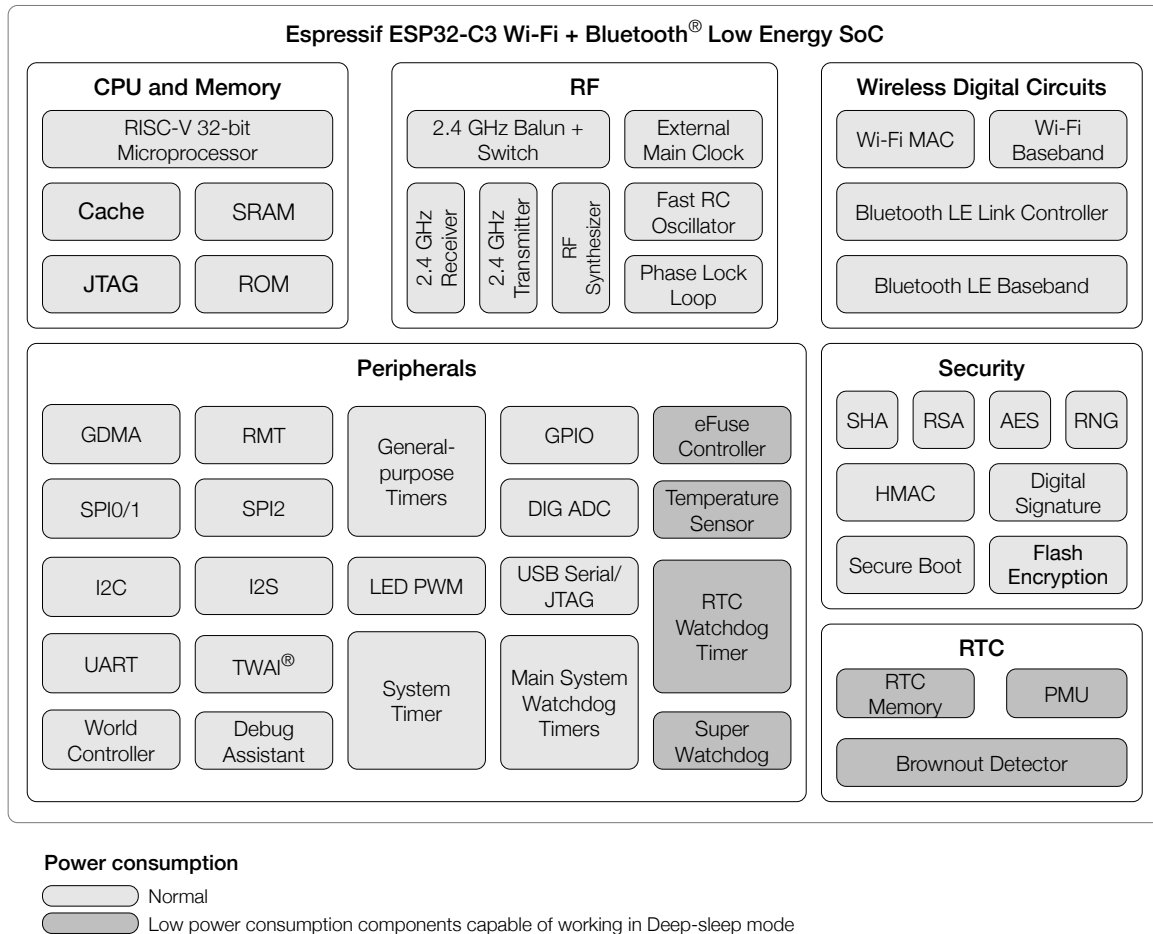 Espressif ESP32-C3 Wi-Fi + Bluetooth® Low Energy SoC
CPU and Memory
RISC-V 32-bit
Microprocessor
Cache
SRAM
JTAG
ROM
RF
2.4 GHz Balun +
Switch
External
Main Clock
2.4 GHz
Receiver
2.4 GHz
Transmitter
RF
Synthesizer
Fast RC
Oscillator
Phase Lock
Loop
Wireless Digital Circuits
Wi-Fi MAC
Wi-Fi
Baseband
Bluetooth LE Link Controller
Bluetooth LE Baseband
Peripherals
GDMA
RMT
General-
purpose
Timers
GPIO
eFuse
Controller
SPI0/1
SPI2
DIG ADC
Temperature
Sensor
I2C
I2S
LED PWM
USB Serial/
JTAG
RTC
Watchdog
Timer
UART
TWAI®
System
Timer
Main System
Watchdog
Timers
World
Controller
Debug
Assistant
Super
Watchdog
Security
SHA
RSA
AES
RNG
HMAC
Digital
Signature
Secure Boot
Flash
Encryption
RTC
RTC
Memory
PMU
Brownout Detector
Power consumption
Normal
Low power consumption components capable of working in Deep-sleep mode